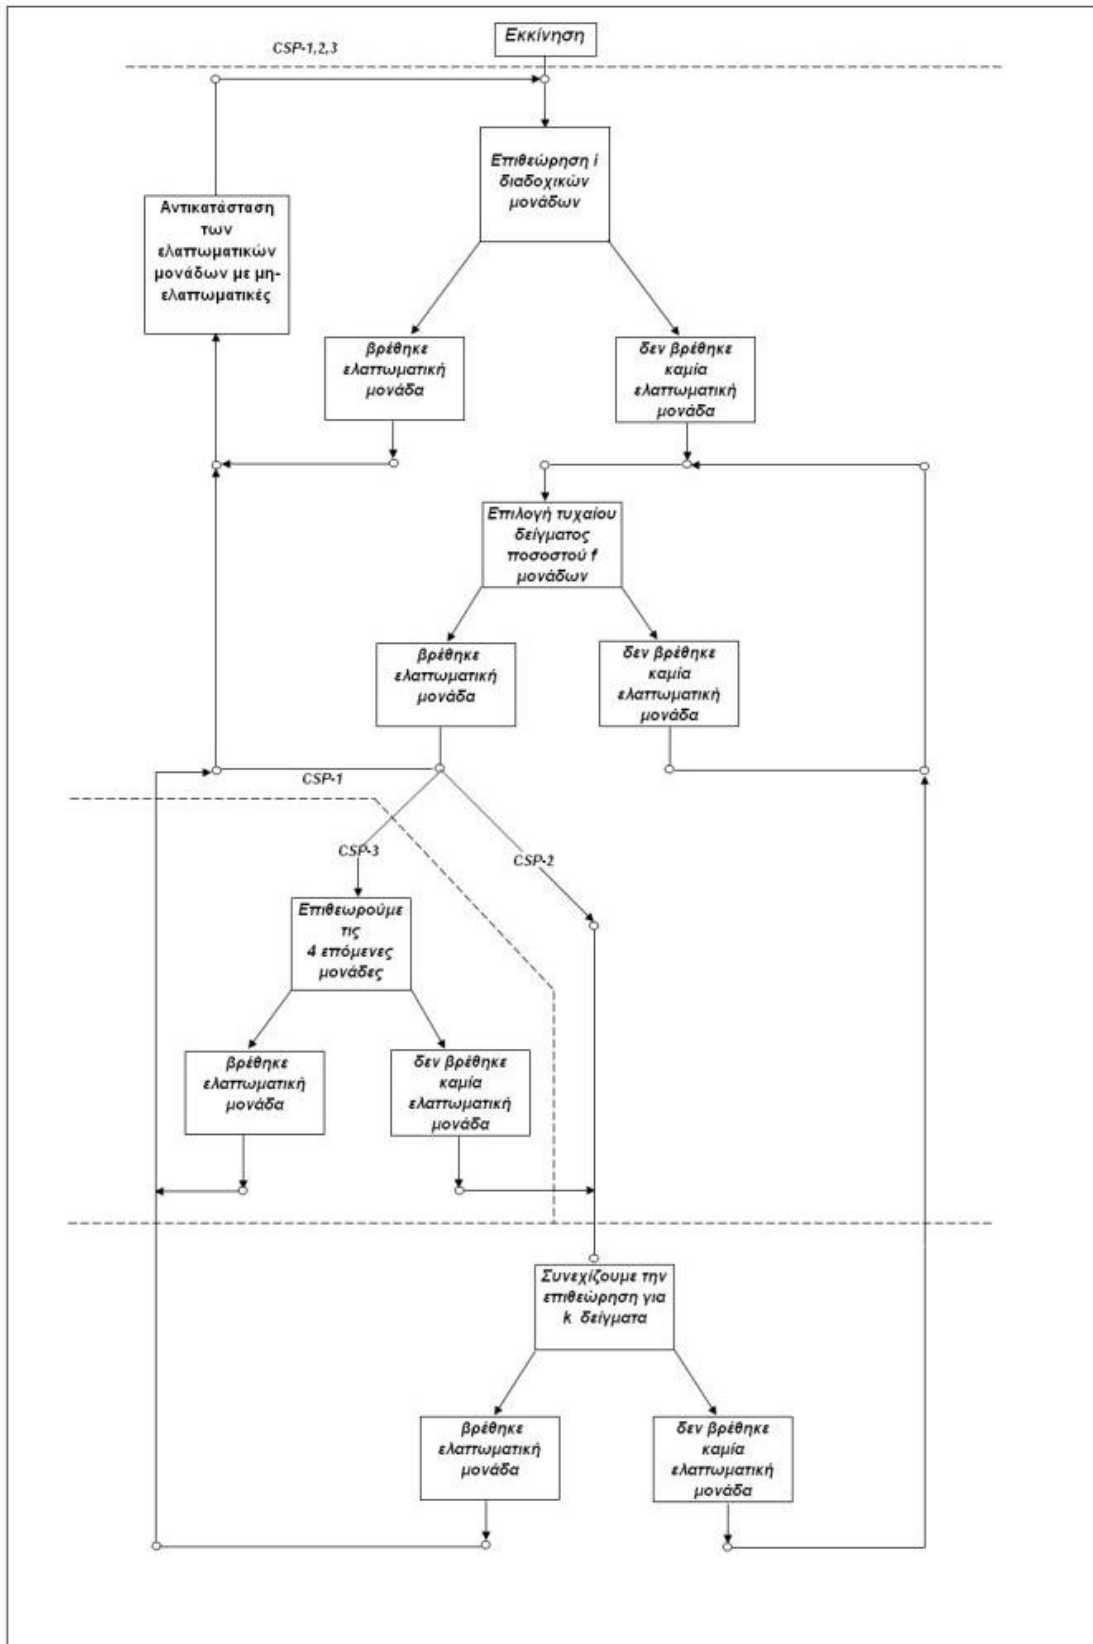 Εκκίνηση
CSP-1,2,3
Επιθεώρηση i
διαδοχικών
μονάδων
Αντικατάσταση
των
ελαττωματικών
μονάδων με μη-
ελαττωματικές
βρέθηκε
ελαττωματική
μονάδα
δεν βρέθηκε
καμία
ελαττωματική
μονάδα
Επιλογή τυχαίου
δείγματος
ποσοστού f
μονάδων
βρέθηκε
ελαττωματική
μονάδα
δεν βρέθηκε
καμία
ελαττωματική
μονάδα
CSP-1
CSP-3
CSP-2
Επιθεωρούμε
τις
4 επόμενες
μονάδες
βρέθηκε
ελαττωματική
μονάδα
δεν βρέθηκε
καμία
ελαττωματική
μονάδα
Συνεχίζουμε την
επιθεώρηση για
k δείγματα
βρέθηκε
ελαττωματική
μονάδα
δεν βρέθηκε
καμία
ελαττωματική
μονάδα